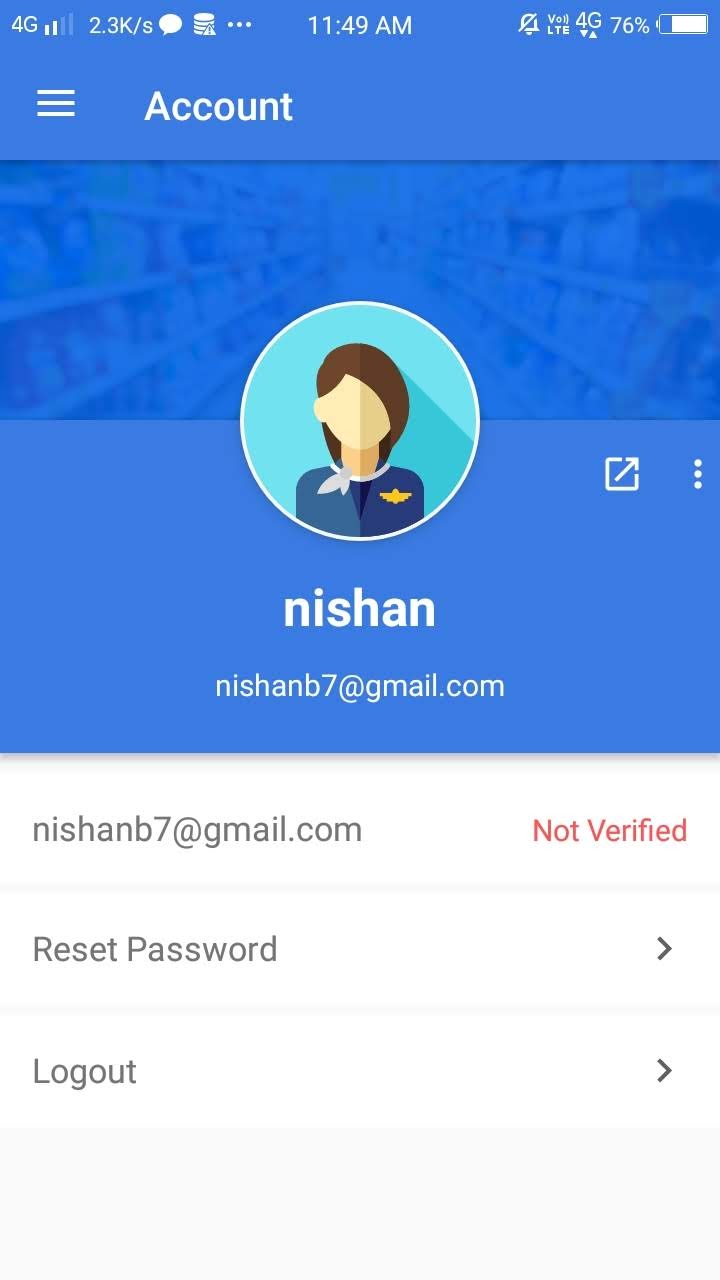 4G 2.3K/s 11:49 AM Vo)) LTE 4G 76%
Account
nishan
nishanb7@gmail.com
nishanb7@gmail.com Not Verified
Reset Password
Logout